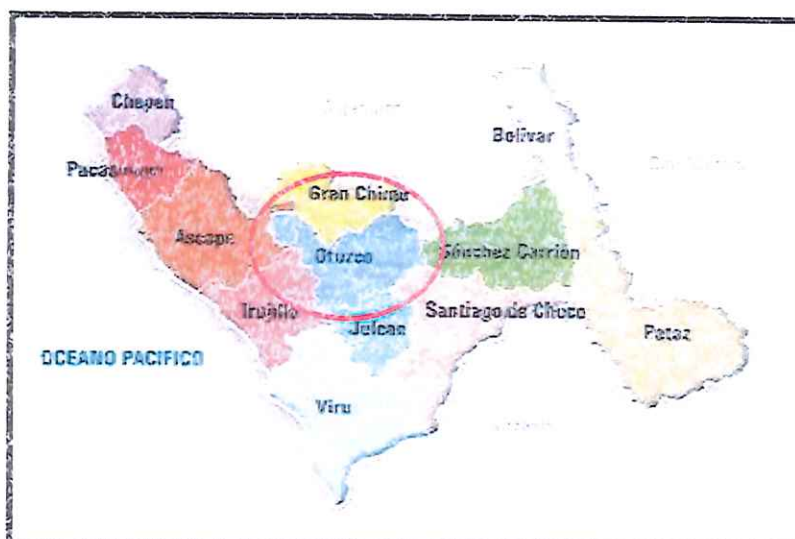 Chepen
Bolivar
Pacasmayo
Gran Chimu
Ascope
Otuzco
Sánchez Carrión
Trujillo
Santiago de Chuco
Julcan
Pataz
OCEANO PACIFICO
Viru